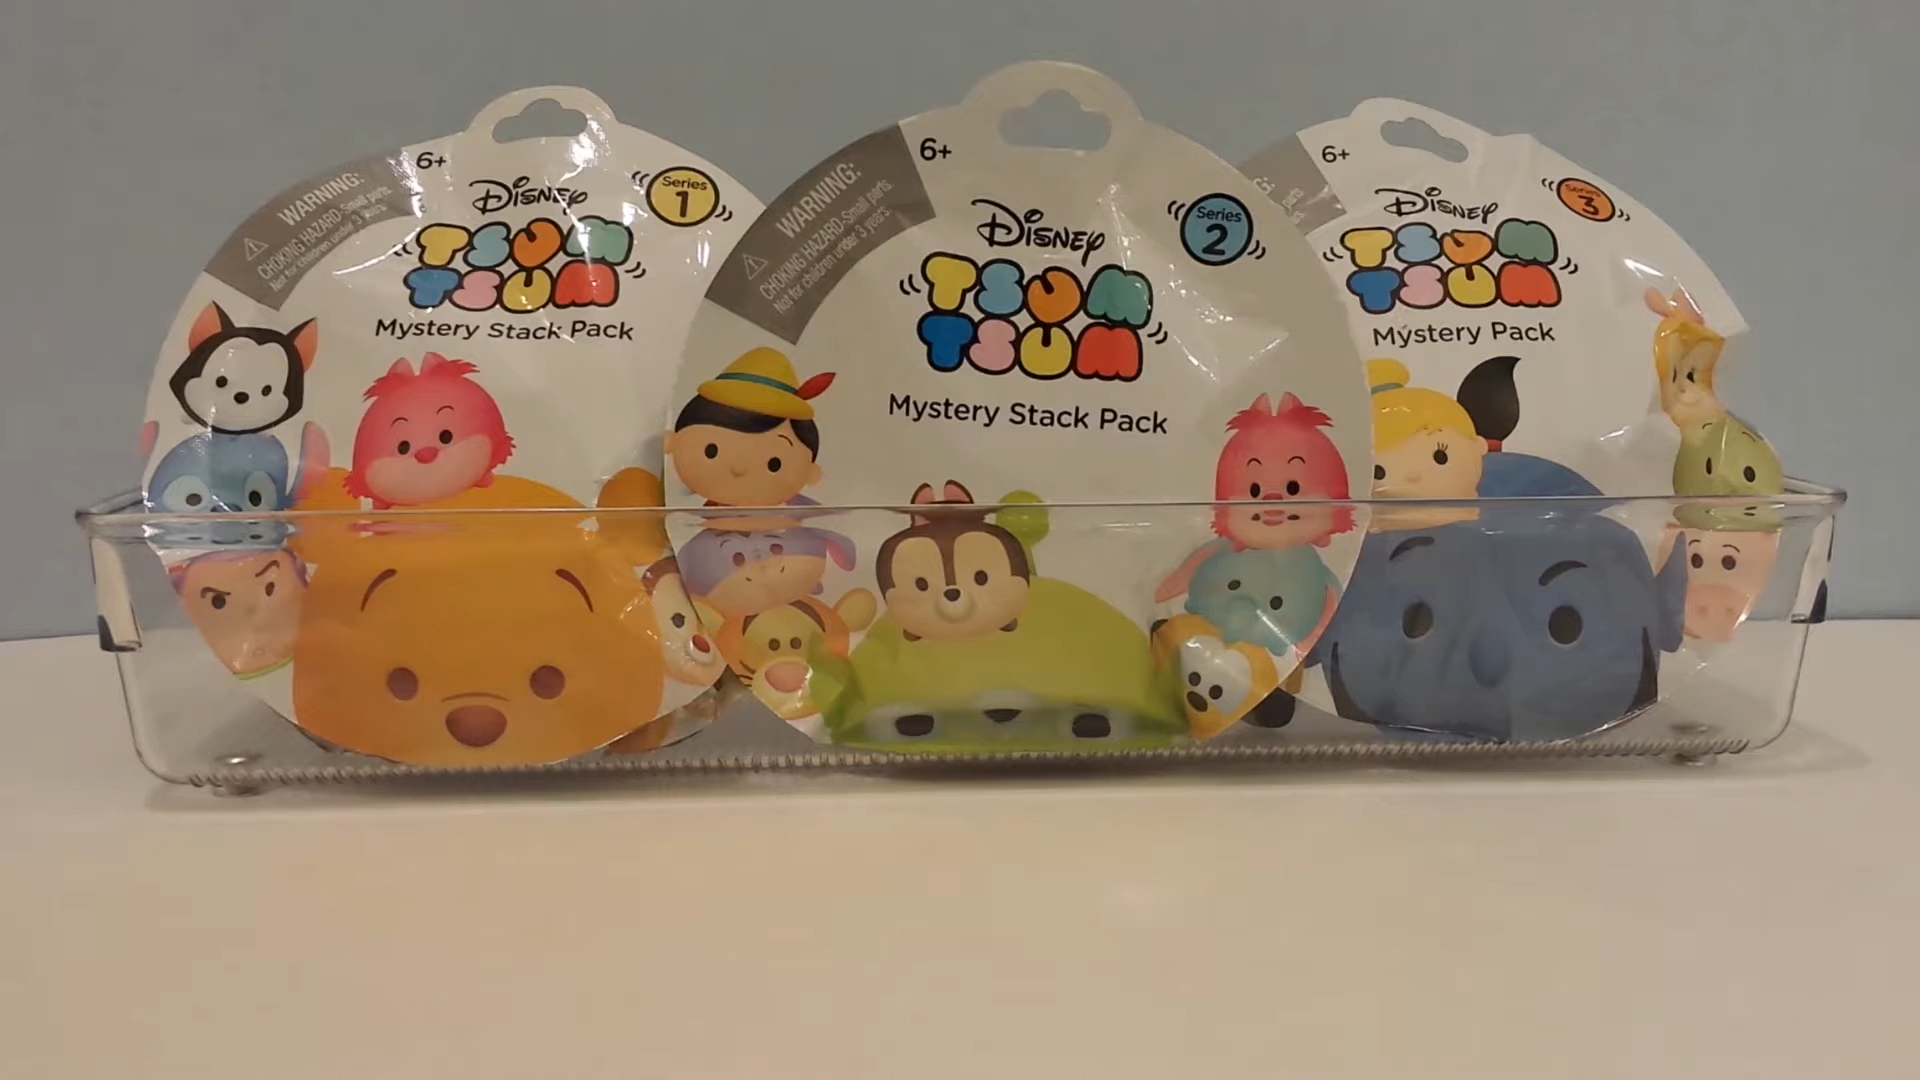 6+
WARNING:
CHOKING HAZARD-Small parts
Not for children under 3 years.
Series
1
Disney
TSUM
TSUM
Mystery Stack Pack
6+
WARNING:
CHOKING HAZARD-Small parts
Not for children under 3 years.
Series
2
Disney
TSUM
TSUM
Mystery Stack Pack
6+
G:
parts
Series
3
Disney
TSUM
TSUM
Mystery Pack